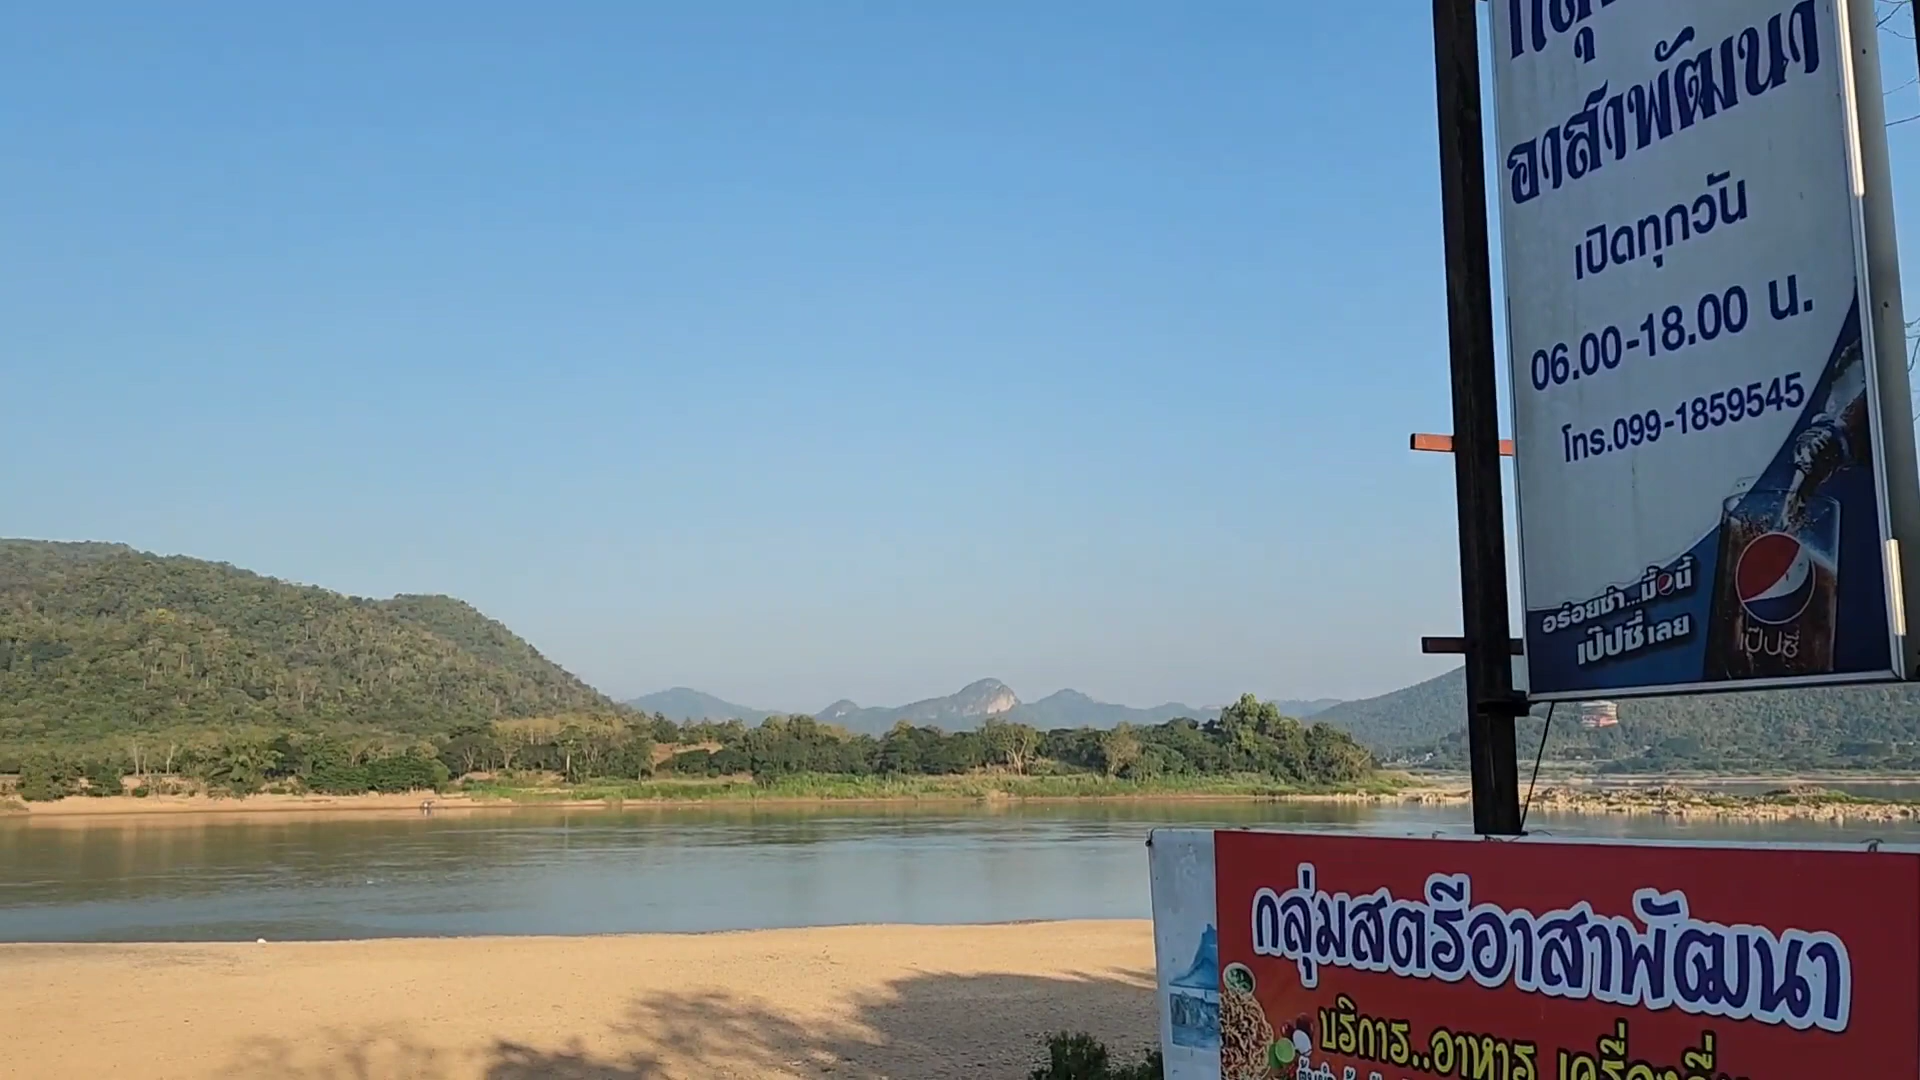 อาสาพัฒนา
เปิดทุกวัน
06.00-18.00 น.
โทร.099-1859545
อร่อยซ่า...มื้อนี้
เป๊ปซี่เลย
เป๊ปซี่
กลุ่มสตรีอาสาพัฒนา
บริการ..อาหาร